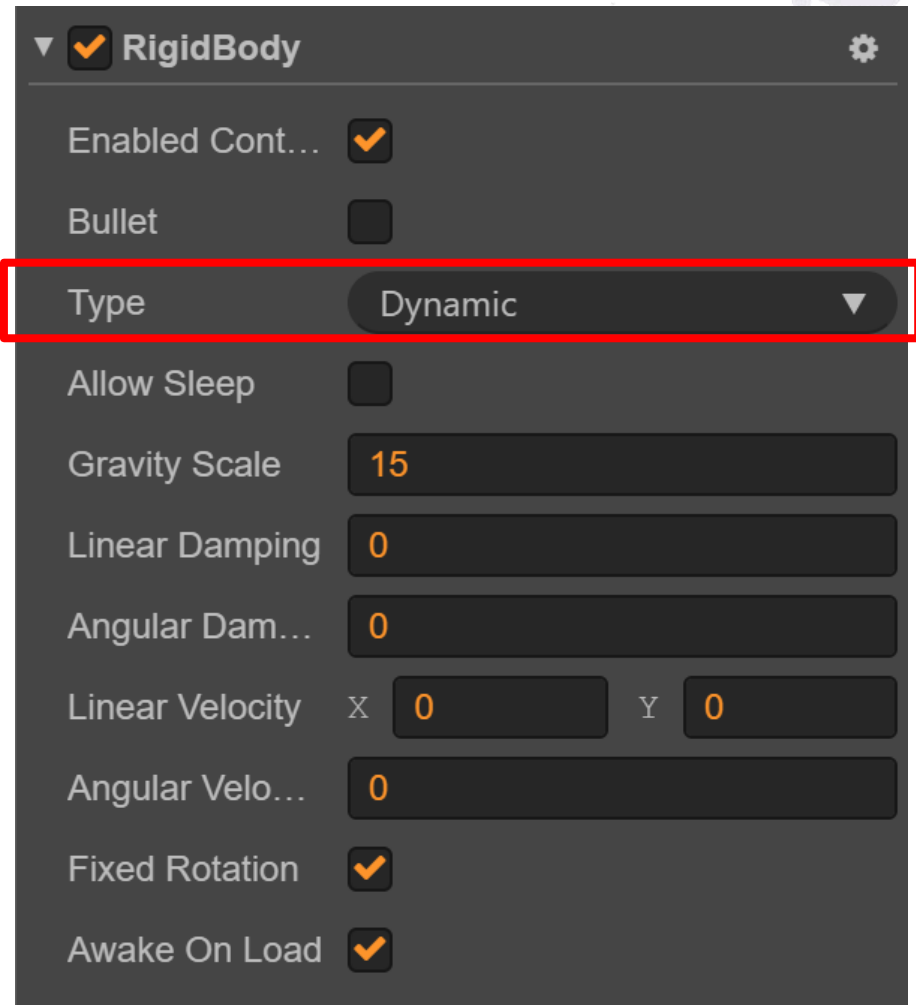 RigidBody
Enabled Cont...
Bullet
Type Dynamic
Allow Sleep
Gravity Scale 15
Linear Damping 0
Angular Dam... 0
Linear Velocity X 0 Y 0
Angular Velo... 0
Fixed Rotation
Awake On Load